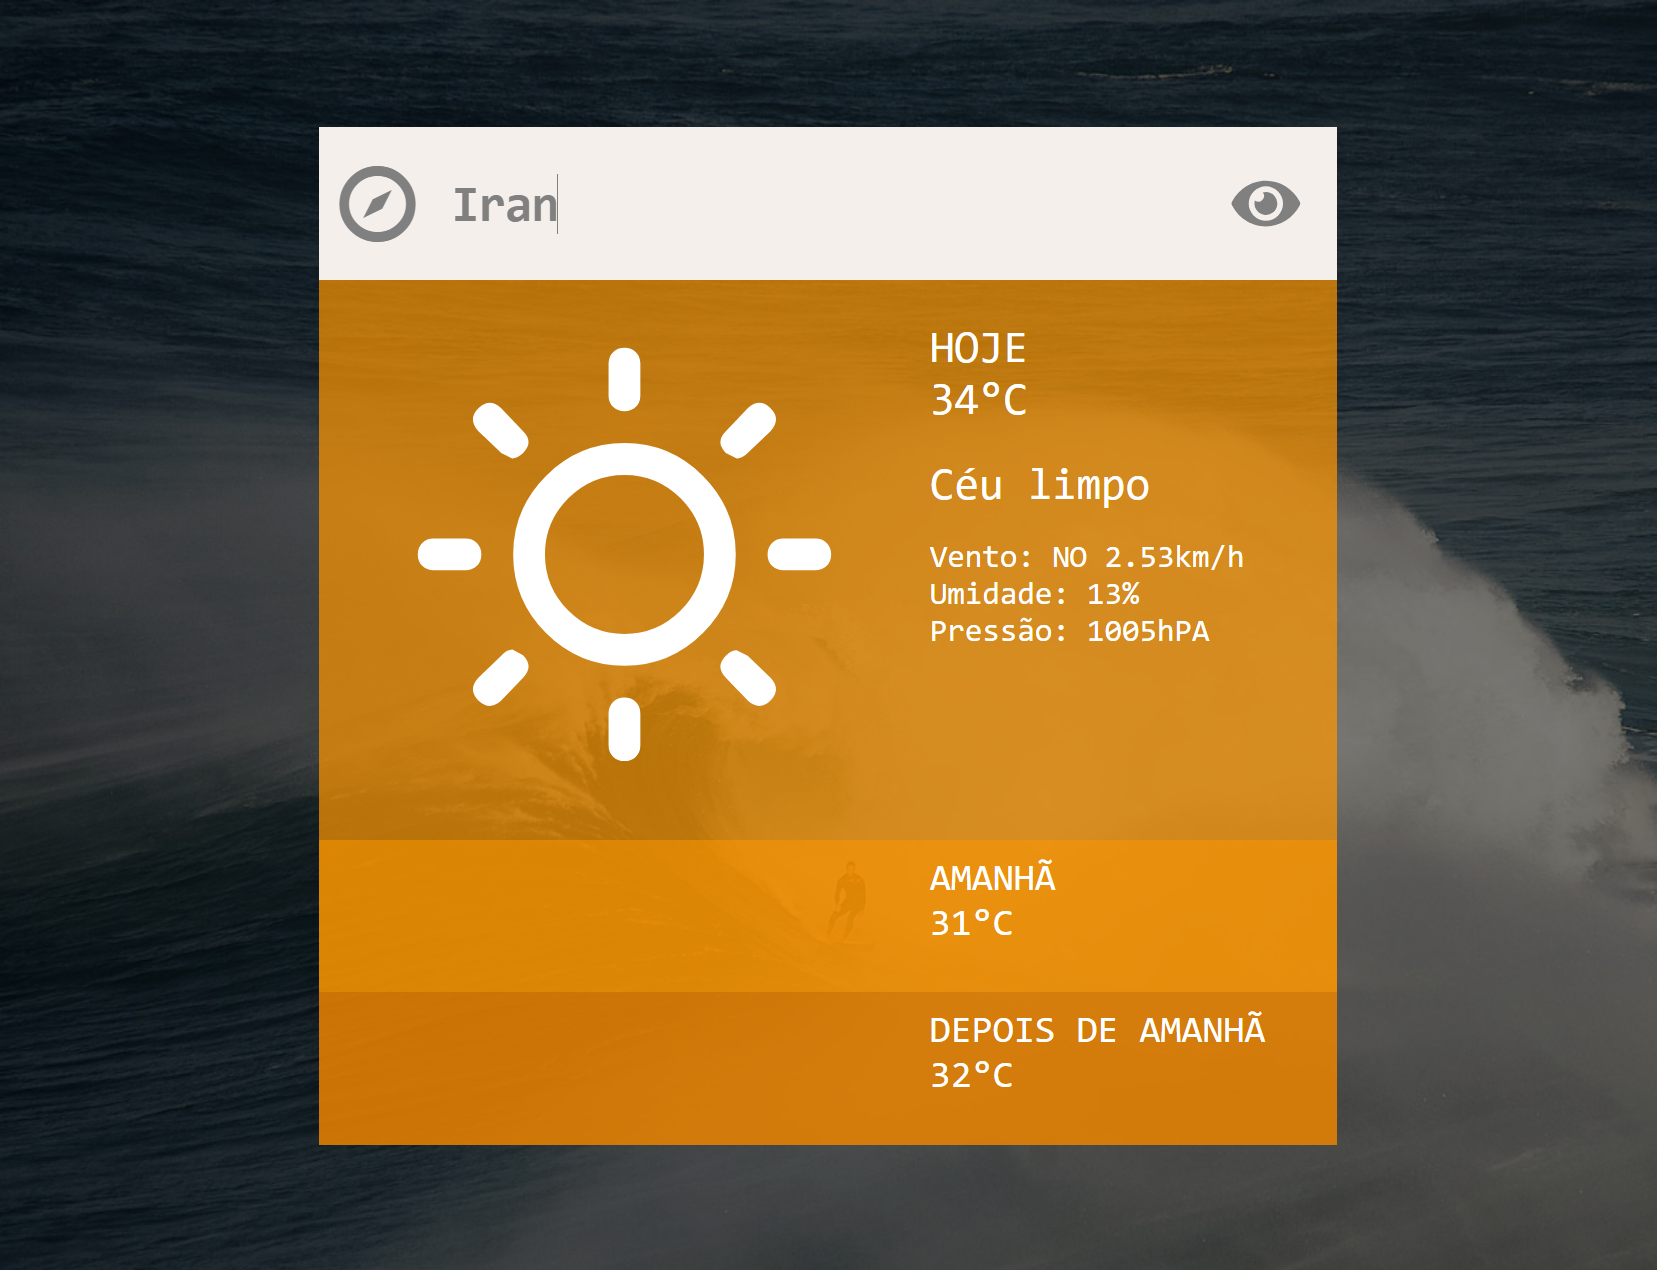 Iran
HOJE
34°C
Céu limpo
Vento: NO 2.53km/h
Umidade: 13%
Pressão: 1005hPA
AMANHÃ
31°C
DEPOIS DE AMANHÃ
32°C